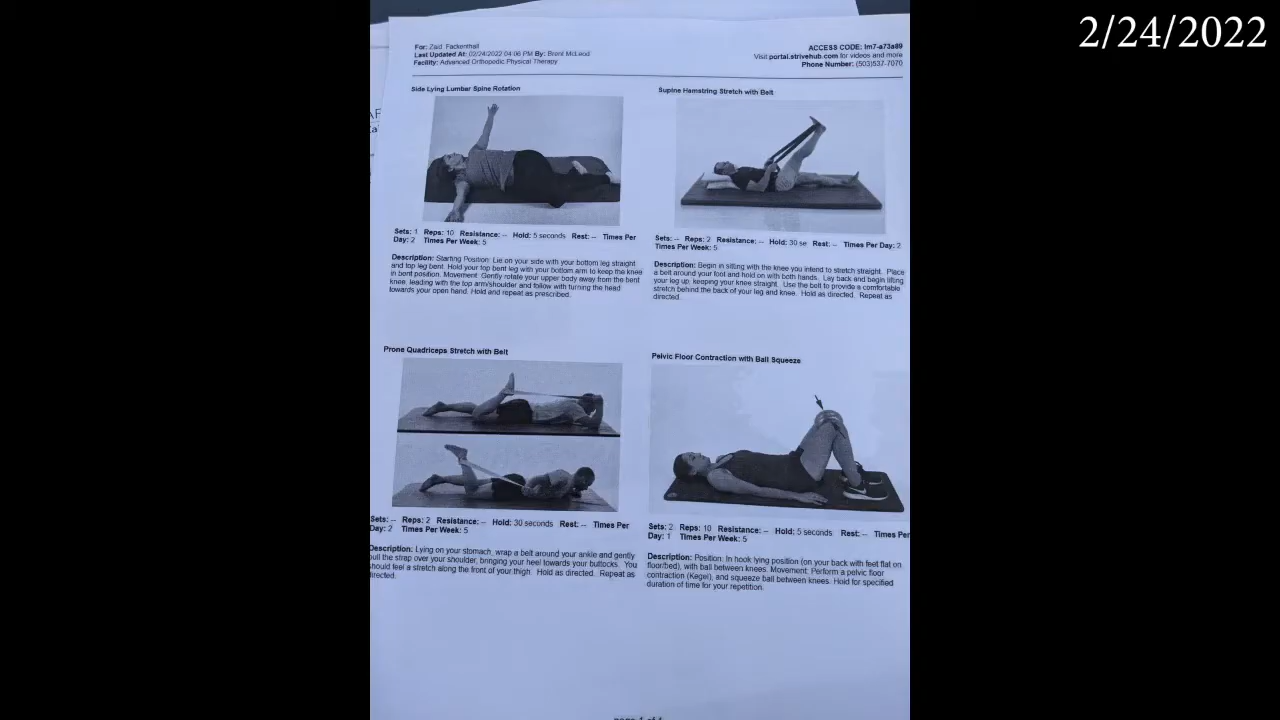 2/24/2022
For: Zaid Fackenthall
Last Updated At: 02/24/2022 04:06 PM By: Brent McLeod
Facility: Advanced Orthopedic Physical Therapy
ACCESS CODE: lm7-a73a89
Visit portal.strivehub.com for videos and more
Phone Number: (503)537-7070
Side Lying Lumbar Spine Rotation
Sets: 1 Reps: 10 Resistance: -- Hold: 5 seconds Rest: -- Times Per
Day: 2 Times Per Week: 5
Description: Starting Position: Lie on your side with your bottom leg straight
and top leg bent. Hold your top bent leg with your bottom arm to keep the knee
in bent position. Movement: Gently rotate your upper body away from the bent
knee, leading with the top arm/shoulder and follow with turning the head
towards your open hand. Hold and repeat as prescribed.
Supine Hamstring Stretch with Belt
Sets: -- Reps: 2 Resistance: -- Hold: 30 se Rest: -- Times Per Day: 2
Times Per Week: 5
Description: Begin in sitting with the knee you intend to stretch straight. Place
a belt around your foot and hold on with both hands. Lay back and begin lifting
your leg up, keeping your knee straight. Use the belt to provide a comfortable
stretch behind the back of your leg and knee. Hold as directed. Repeat as
directed.
Prone Quadriceps Stretch with Belt
Sets: -- Reps: 2 Resistance: -- Hold: 30 seconds Rest: -- Times Per
Day: 2 Times Per Week: 5
Description: Lying on your stomach, wrap a belt around your ankle and gently
pull the strap over your shoulder, bringing your heel towards your buttocks. You
should feel a stretch along the front of your thigh. Hold as directed. Repeat as
directed.
Pelvic Floor Contraction with Ball Squeeze
Sets: 2 Reps: 10 Resistance: -- Hold: 5 seconds Rest: -- Times Per
Day: 1 Times Per Week: 5
Description: Position: In hook lying position (on your back with feet flat on
floor/bed), with ball between knees. Movement: Perform a pelvic floor
contraction (Kegel), and squeeze ball between knees. Hold for specified
duration of time for your repetition.